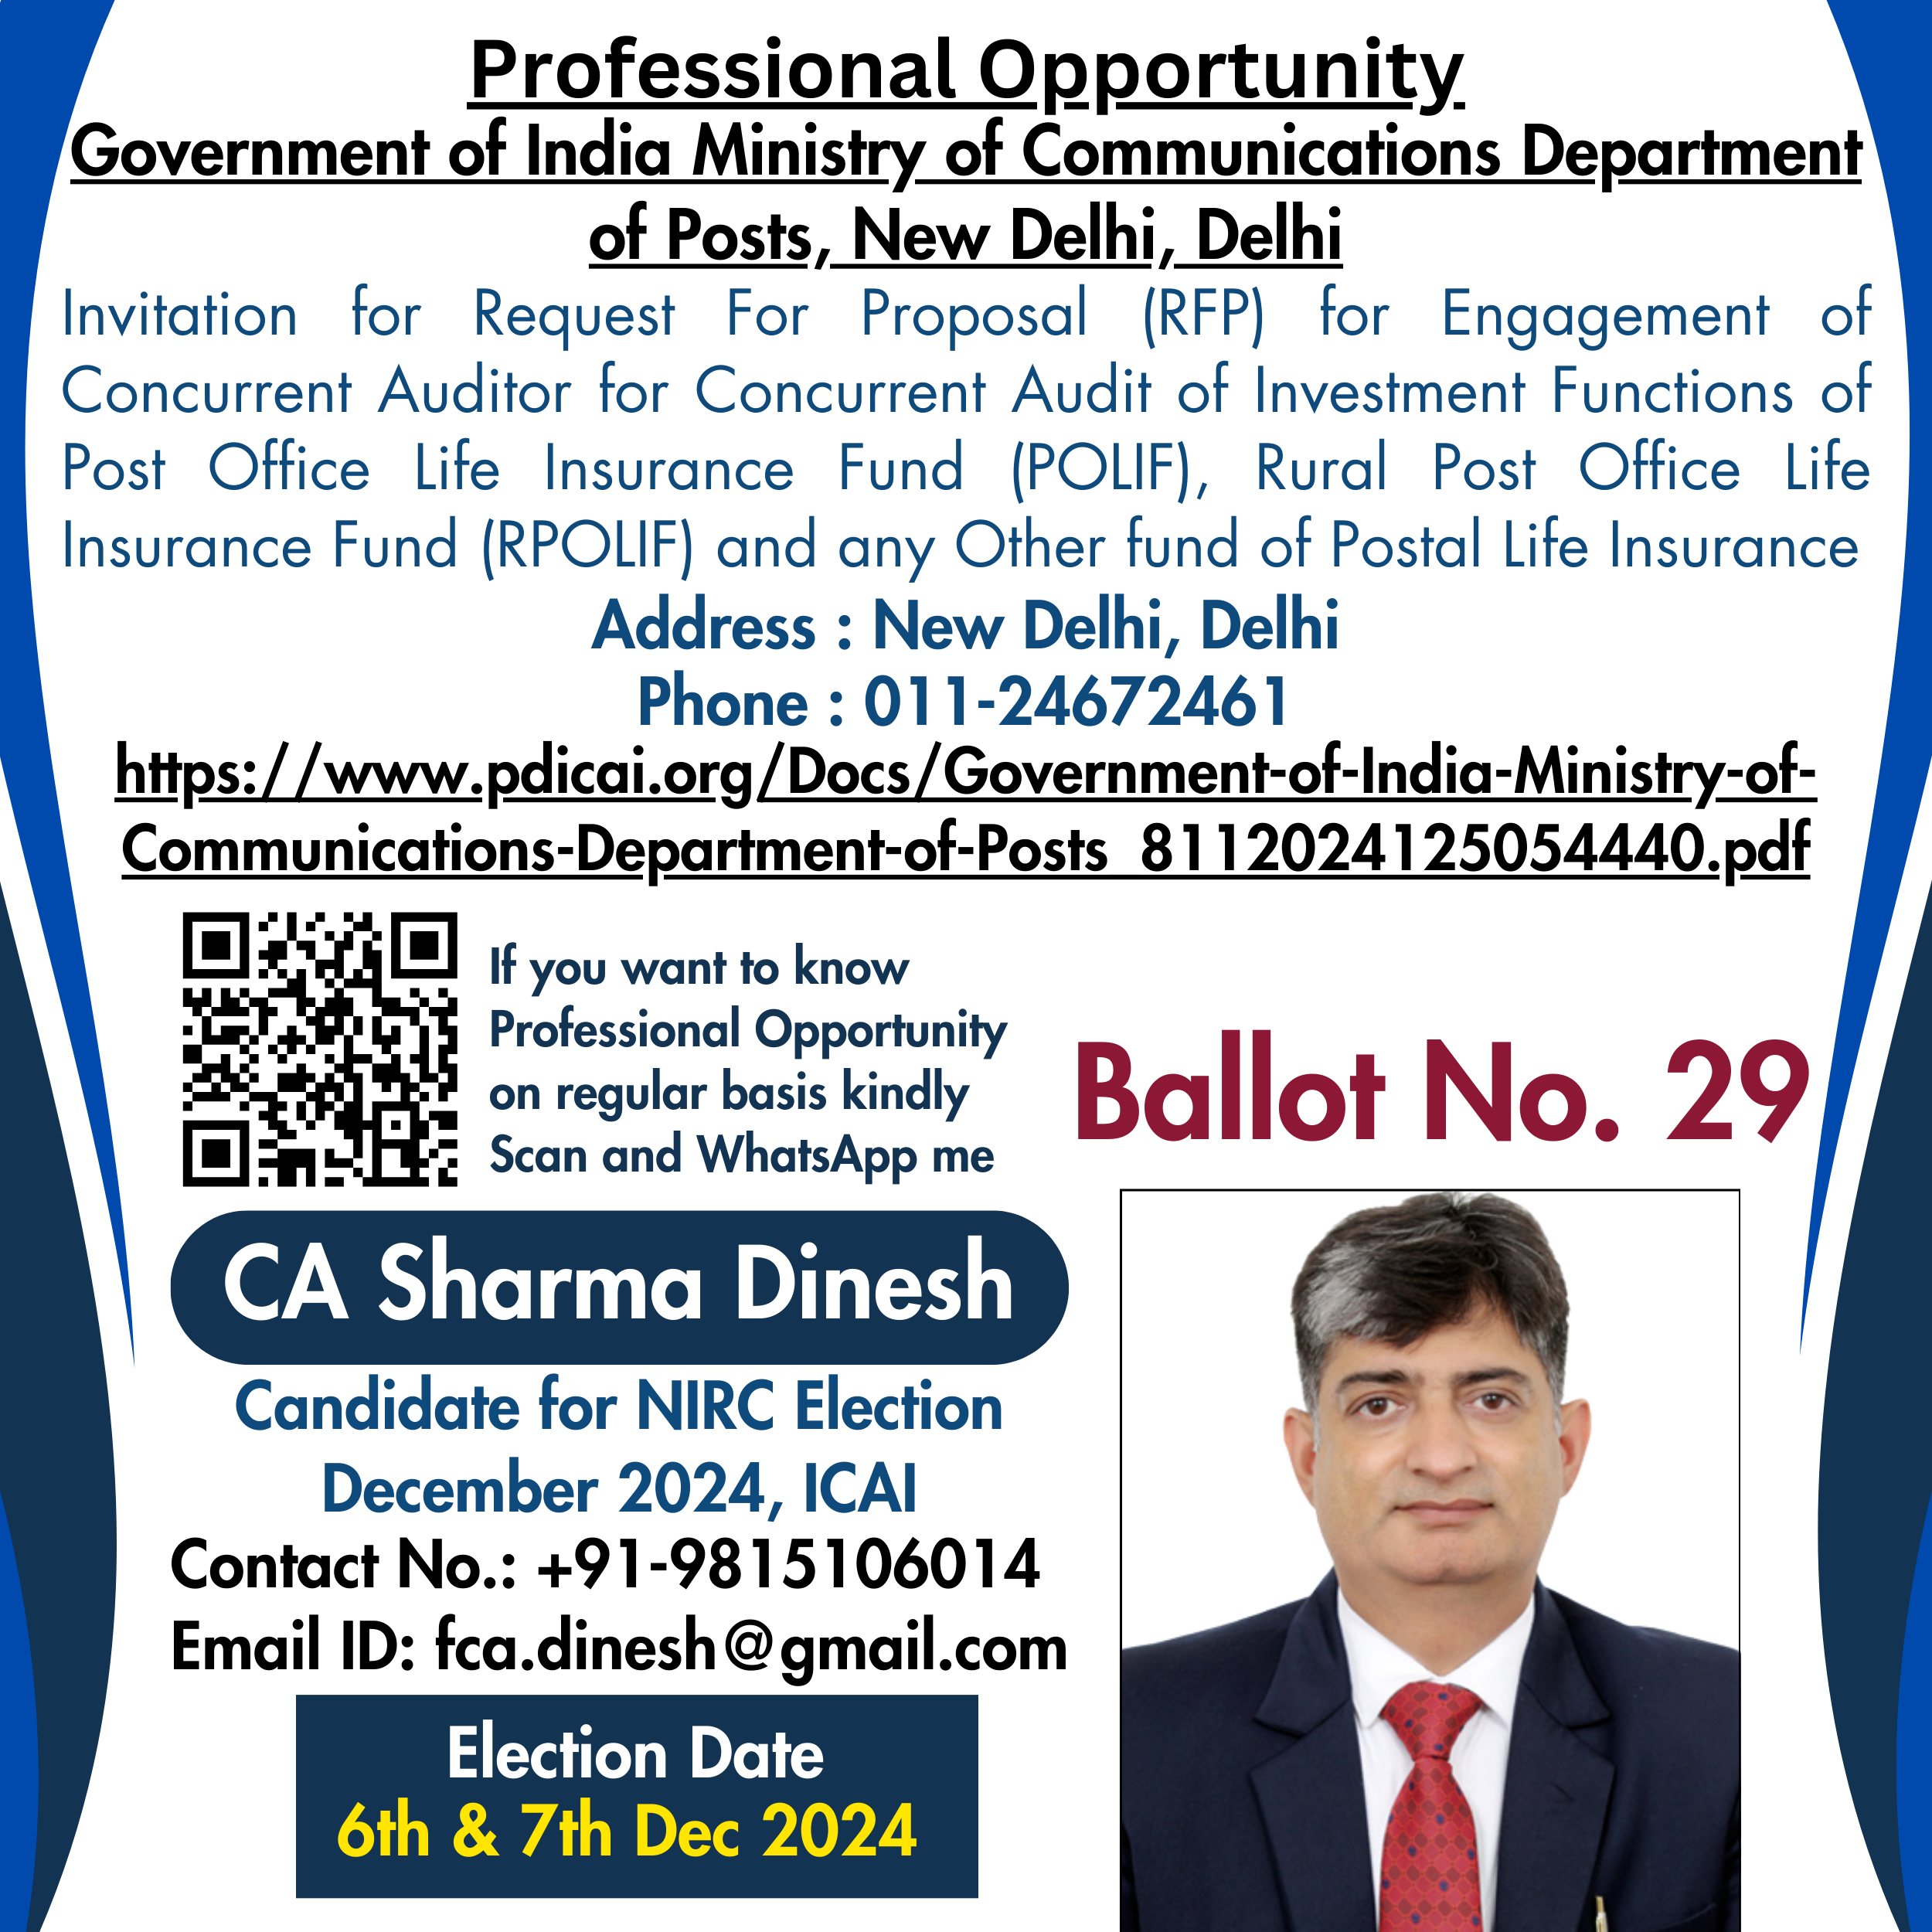 Professional Opportunity
Government of India Ministry of Communications Department
of Posts, New Delhi, Delhi
Invitation for Request For Proposal (RFP) for Engagement of
Concurrent Auditor for Concurrent Audit of Investment Functions of
Post Office Life Insurance Fund (POLIF), Rural Post Office Life
Insurance Fund (RPOLIF) and any Other fund of Postal Life Insurance
Address : New Delhi, Delhi
Phone : 011-24672461
https://www.pdicai.org/Docs/Government-of-India-Ministry-of-
Communications-Department-of-Posts_8112024125054440.pdf
If you want to know
Professional Opportunity
on regular basis kindly
Scan and WhatsApp me
Ballot No. 29
CA Sharma Dinesh
Candidate for NIRC Election
December 2024, ICAI
Contact No.: +91-9815106014
Email ID: fca.dinesh@gmail.com
Election Date
6th & 7th Dec 2024